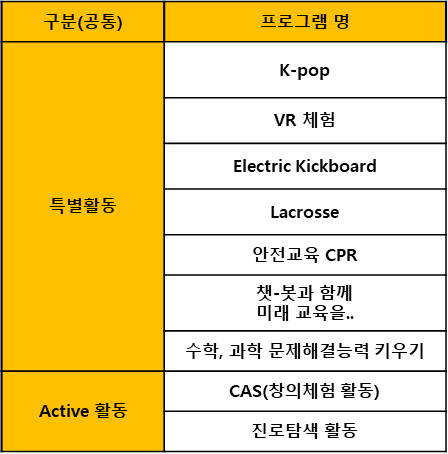 구분(공통) 프로그램 명
특별활동
K-pop
VR 체험
Electric Kickboard
Lacrosse
안전교육 CPR
챗-봇과 함께
미래 교육을..
수학, 과학 문제해결능력 키우기
Active 활동
CAS(창의체험 활동)
진로탐색 활동